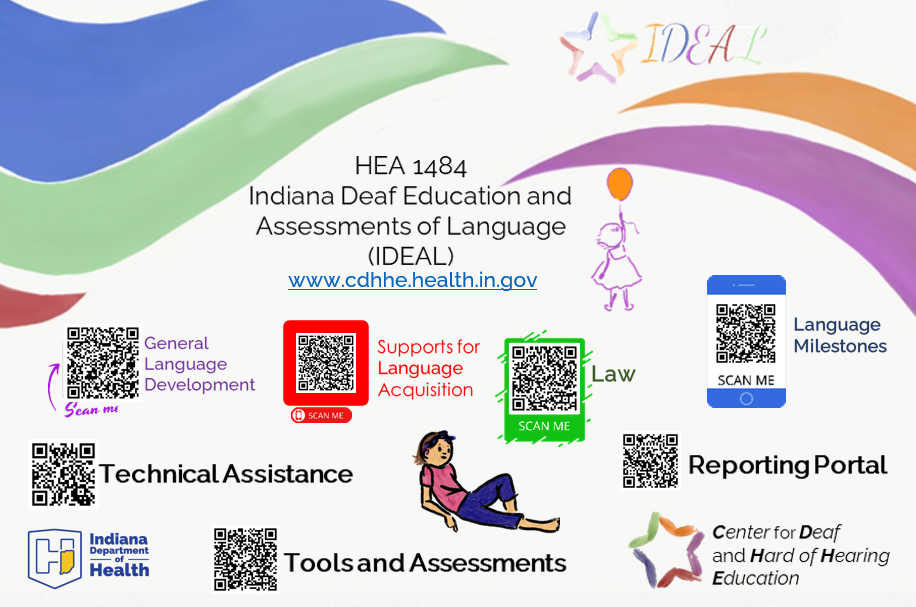 IDEAL
HEA 1484
Indiana Deaf Education and
Assessments of Language
(IDEAL)
www.cdhhe.health.in.gov
General
Language
Development
Scan me
Supports for
Language
Acquisition
SCAN ME
Law
SCAN ME
Language
Milestones
SCAN ME
Technical Assistance
Reporting Portal
Indiana
Department
of
Health
Tools and Assessments
Center for Deaf
and Hard of Hearing
Education